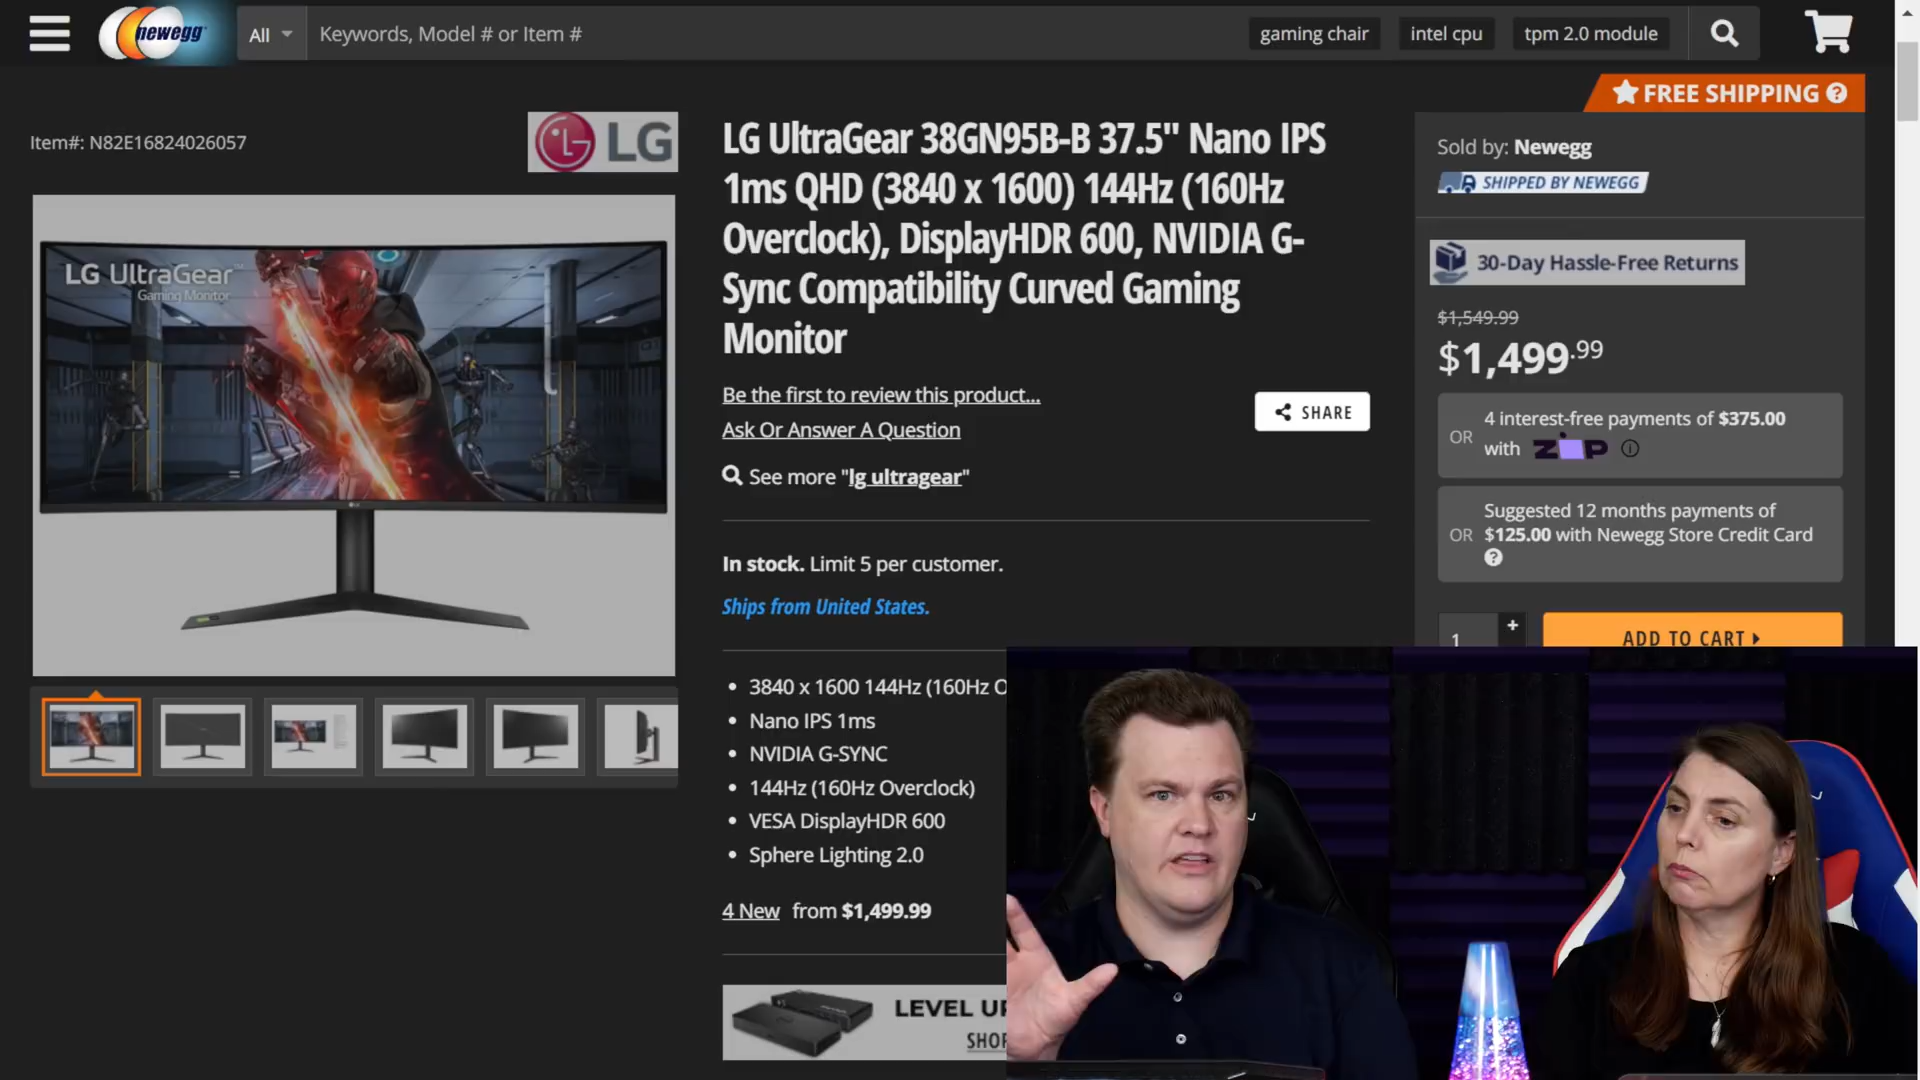 newegg
All
Keywords, Model # or Item #
gaming chair
intel cpu
tpm 2.0 module
FREE SHIPPING ?
Item#: N82E16824026057
LG
LG UltraGear
Gaming Monitor
LG UltraGear 38GN95B-B 37.5" Nano IPS
1ms QHD (3840 x 1600) 144Hz (160Hz
Overclock), DisplayHDR 600, NVIDIA G-
Sync Compatibility Curved Gaming
Monitor
Be the first to review this product...
Ask Or Answer A Question
SHARE
See more "lg ultragear"
In stock. Limit 5 per customer.
Ships from United States.
3840 x 1600 144Hz (160Hz O
Nano IPS 1ms
NVIDIA G-SYNC
144Hz (160Hz Overclock)
VESA DisplayHDR 600
Sphere Lighting 2.0
4 New from $1,499.99
LEVEL U
SHO
Sold by: Newegg
SHIPPED BY NEWEGG
30-Day Hassle-Free Returns
$1,549.99
$1,499.99
4 interest-free payments of $375.00
OR
with ZIP
Suggested 12 months payments of
OR $125.00 with Newegg Store Credit Card
?
1 +
ADD TO CART